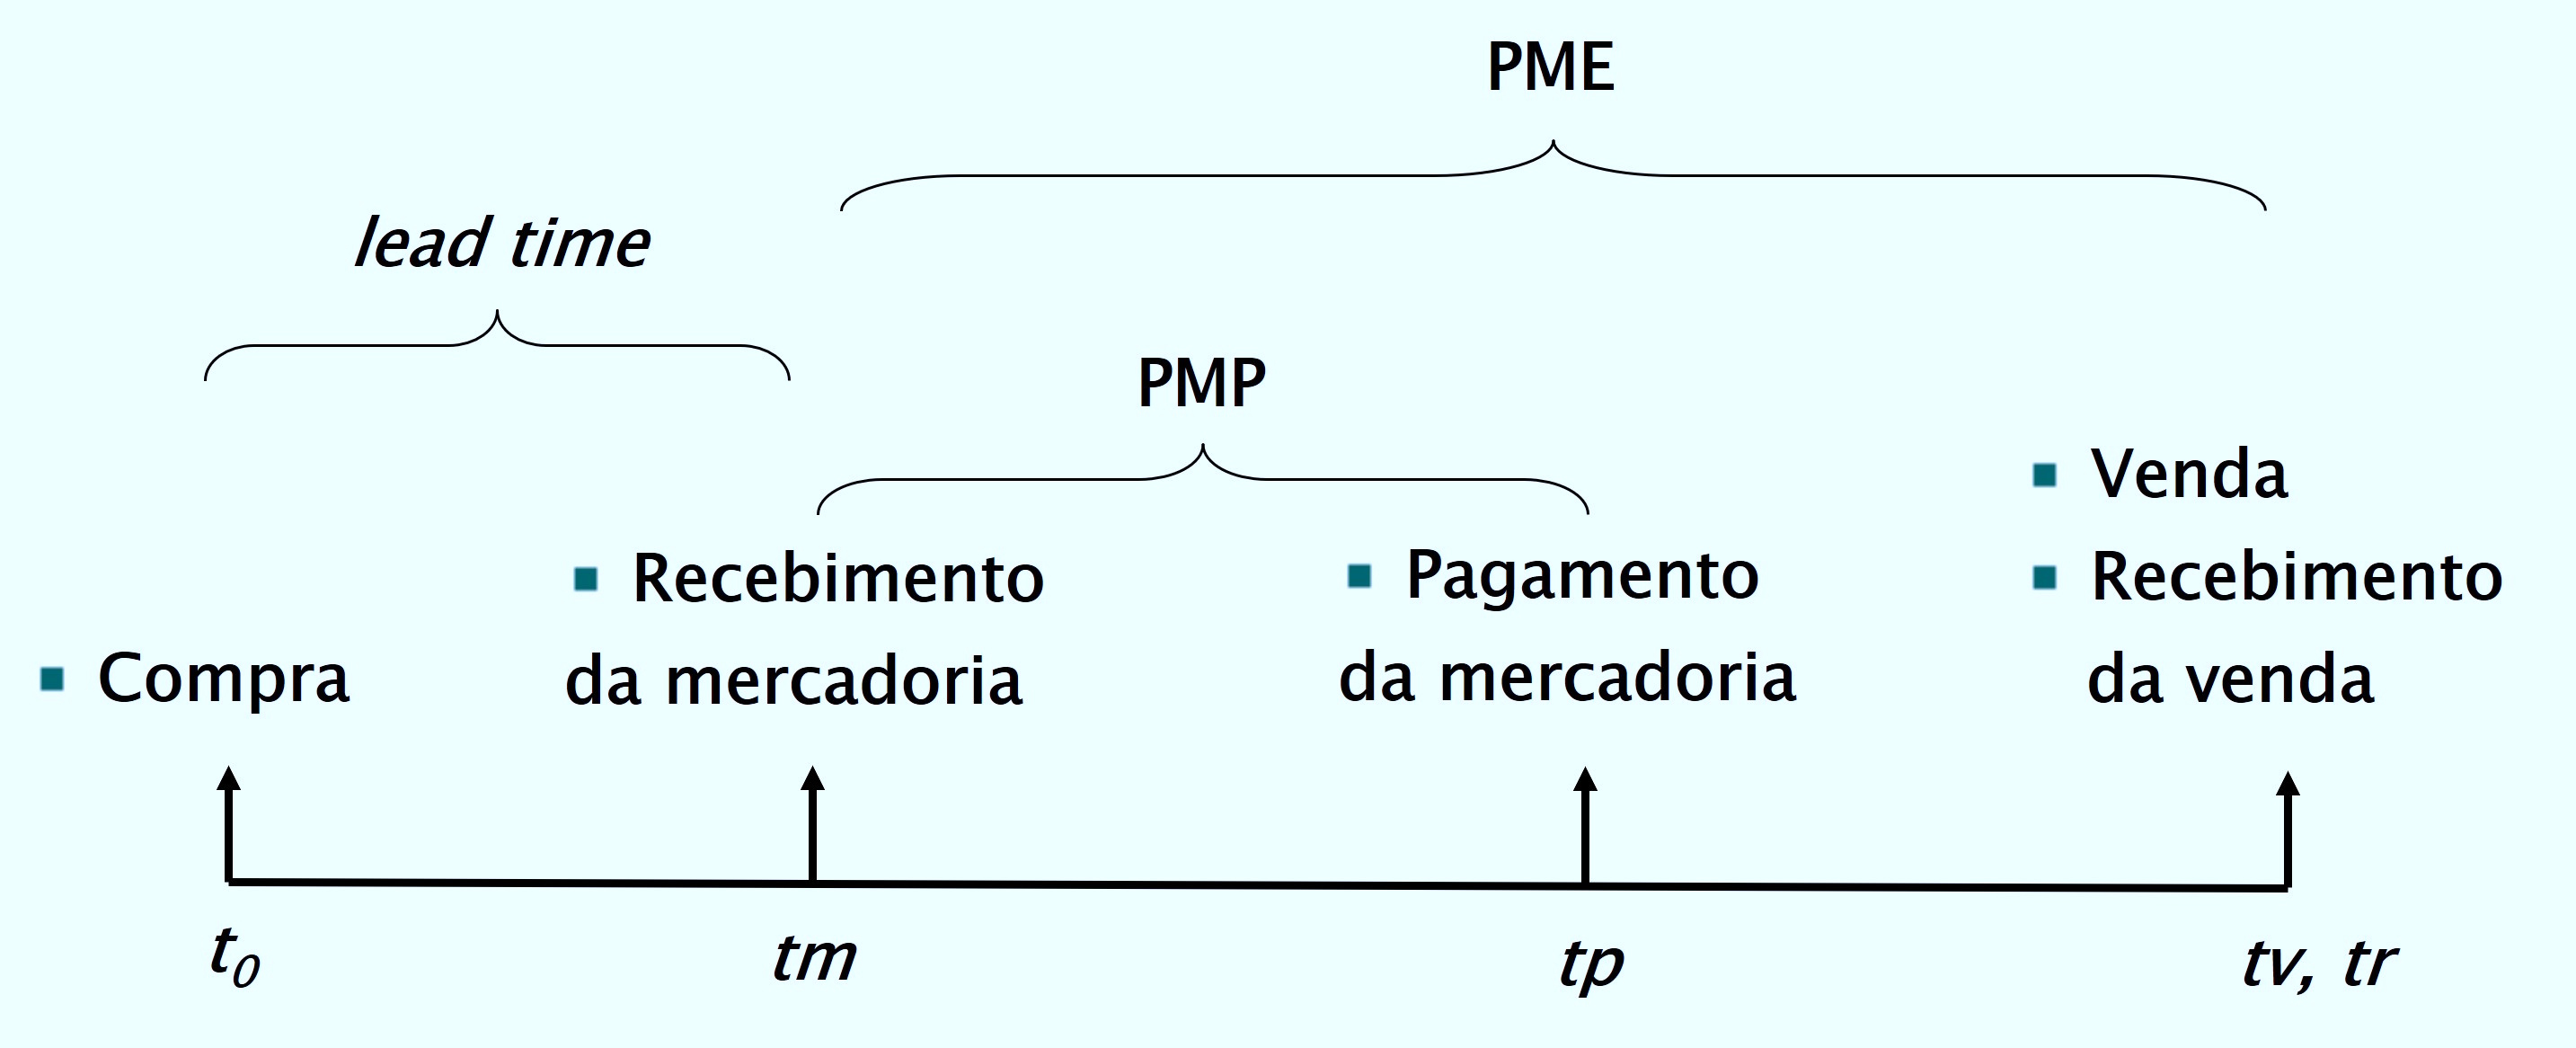 PME
lead time
PMP
▪ Venda
▪ Recebimento
da venda
▪ Recebimento
da mercadoria
▪ Pagamento
da mercadoria
▪ Compra
t0
tm
tp
tv, tr